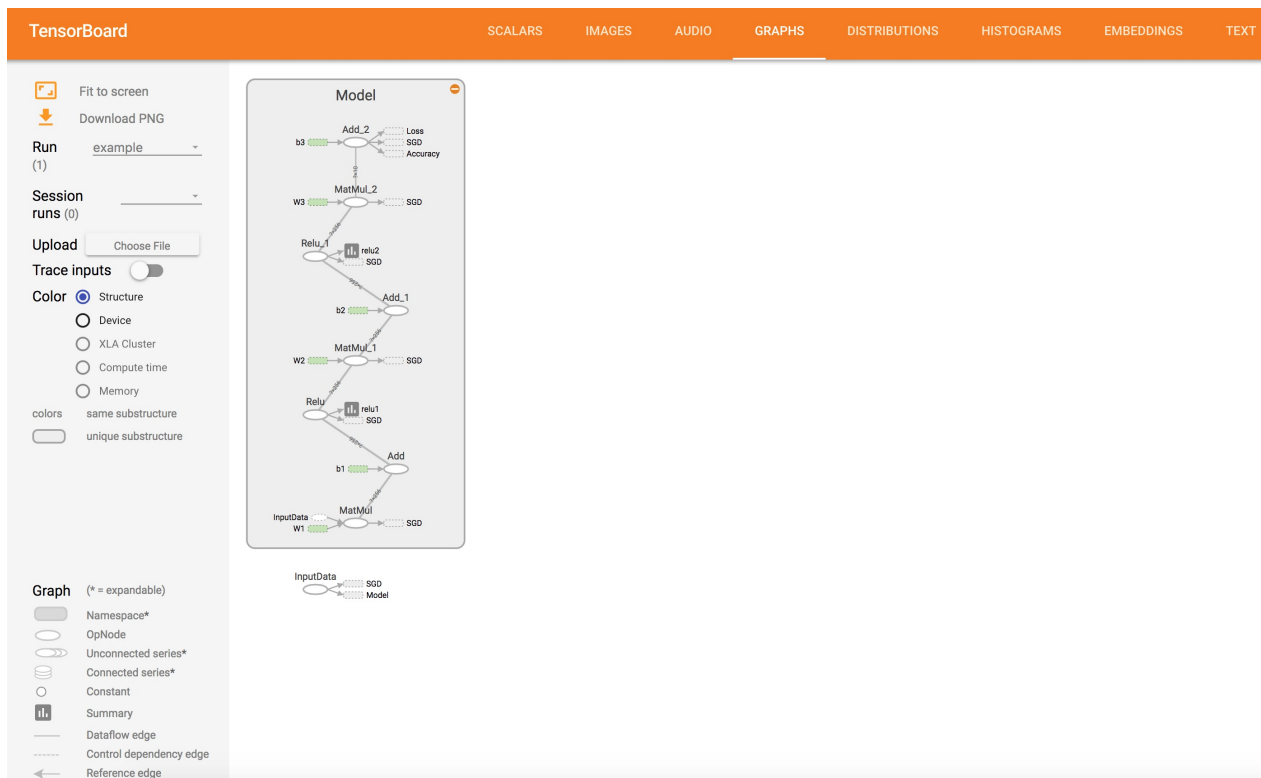 TensorBoard
SCALARS IMAGES AUDIO GRAPHS DISTRIBUTIONS HISTOGRAMS EMBEDDINGS TEXT
Fit to screen
Download PNG
Run example
(1)
Session
runs (0)
Upload Choose File
Trace inputs
Color Structure
Device
XLA Cluster
Compute time
Memory
colors same substructure
unique substructure
Graph (* = expandable)
Namespace*
OpNode
Unconnected series*
Connected series*
Constant
Summary
Dataflow edge
Control dependency edge
Reference edge
Model
Add_2
Loss
b3 SGD
Accuracy
MatMul_2
W3 SGD
Relu_1
relu2
SGD
Add_1
b2
MatMul_1
W2 SGD
Relu
relu1
SGD
Add
b1
MatMul
InputData
W1 SGD
InputData
SGD
Model